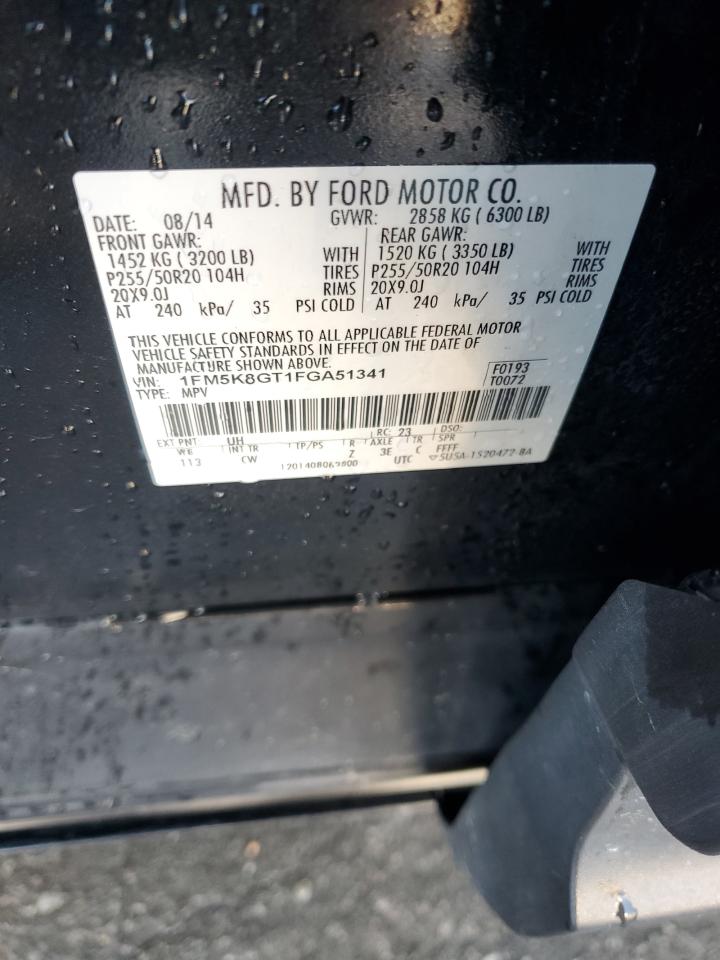 MFD. BY FORD MOTOR CO.
DATE: 08/14 GVWR: 2858 KG ( 6300 LB)
FRONT GAWR: REAR GAWR:
1452 KG ( 3200 LB) WITH 1520 KG ( 3350 LB) WITH
P255/50R20 104H TIRES P255/50R20 104H TIRES
20X9.0J RIMS 20X9.0J RIMS
AT 240 kPa/ 35 PSI COLD AT 240 kPa/ 35 PSI COLD
THIS VEHICLE CONFORMS TO ALL APPLICABLE FEDERAL MOTOR
VEHICLE SAFETY STANDARDS IN EFFECT ON THE DATE OF
MANUFACTURE SHOWN ABOVE.
VIN: 1FM5K8GT1FGA51341 F0193
TYPE: MPV T0072
EXT PNT UH RC: 23 DSO:
WB INT TR TP/PS R AXLE TR SPR
113 CW Z 3E C FFFF
UTC